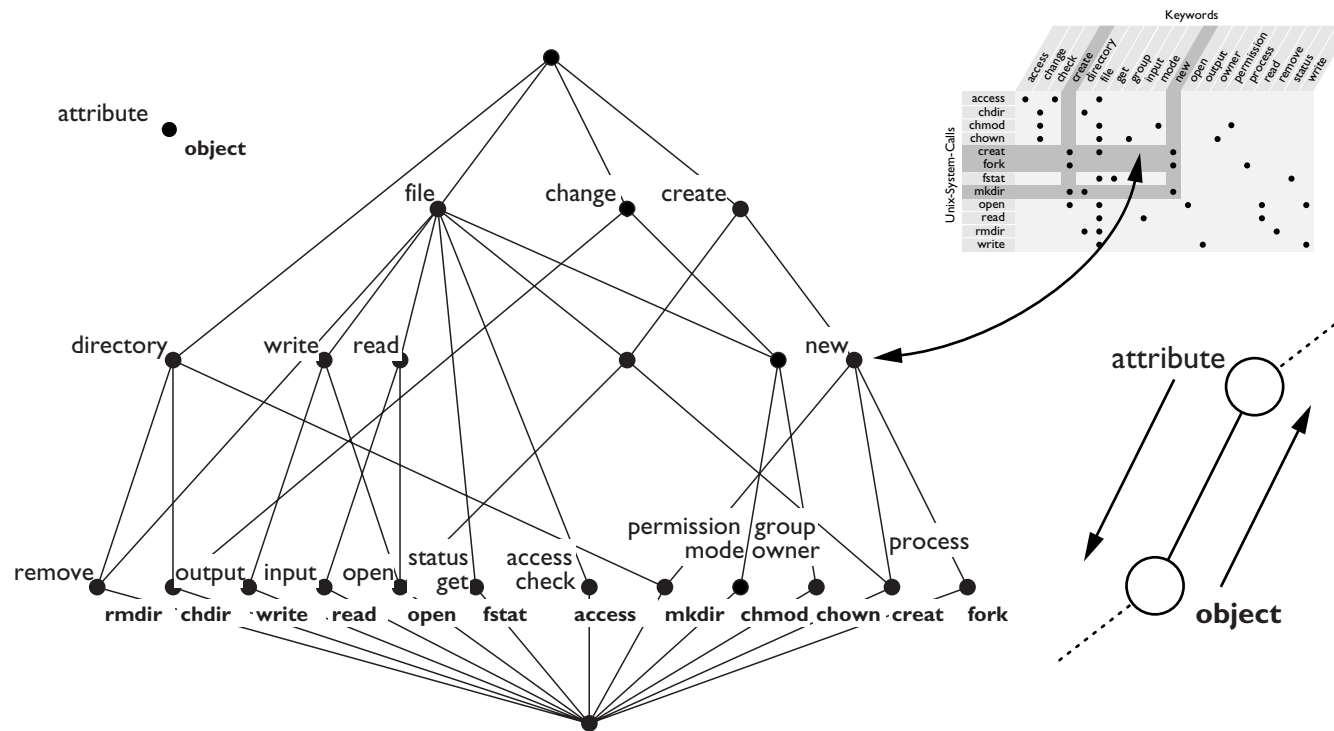 Keywords
access
change
check
create
directory
file
get
group
input
mode
new
open
output
owner
permission
process
read
remove
status
write
Unix-System-Calls
access
chdir
chmod
chown
creat
fork
fstat
mkdir
open
read
rmdir
write
attribute
object
file change create
directory write read new
attribute
object
permission group
mode owner
process
status access
get check
remove output input open
rmdir chdir write read open fstat access mkdir chmod chown creat fork